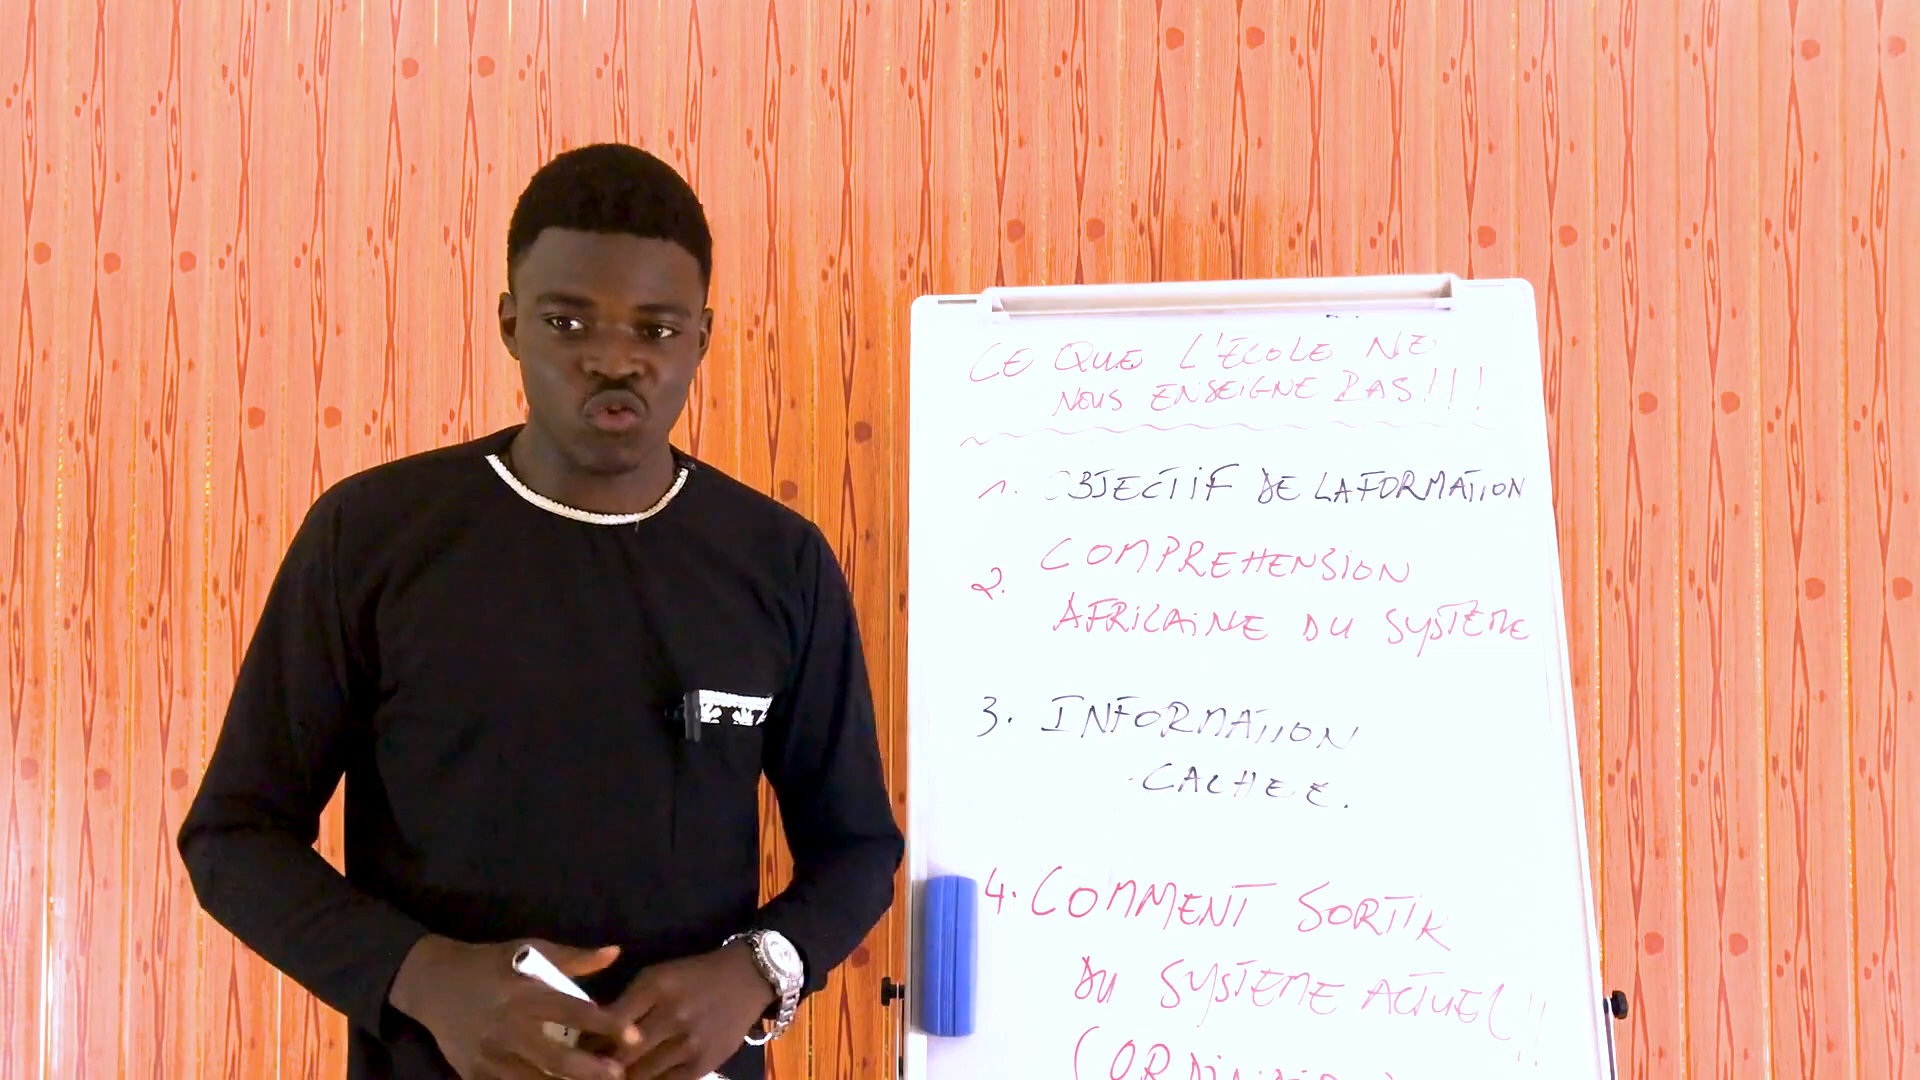 CE QUE L'ECOLE NE
NOUS ENSEIGNE PAS!!!
1. OBJECTIF DE LA FORMATION
COMPREHENSION
2.
AFRICAINE DU SYSTEME
3. INFORMATION
CACHEE.
4. COMMENT SORTIR
DU SYSTEME ACTUEL!!